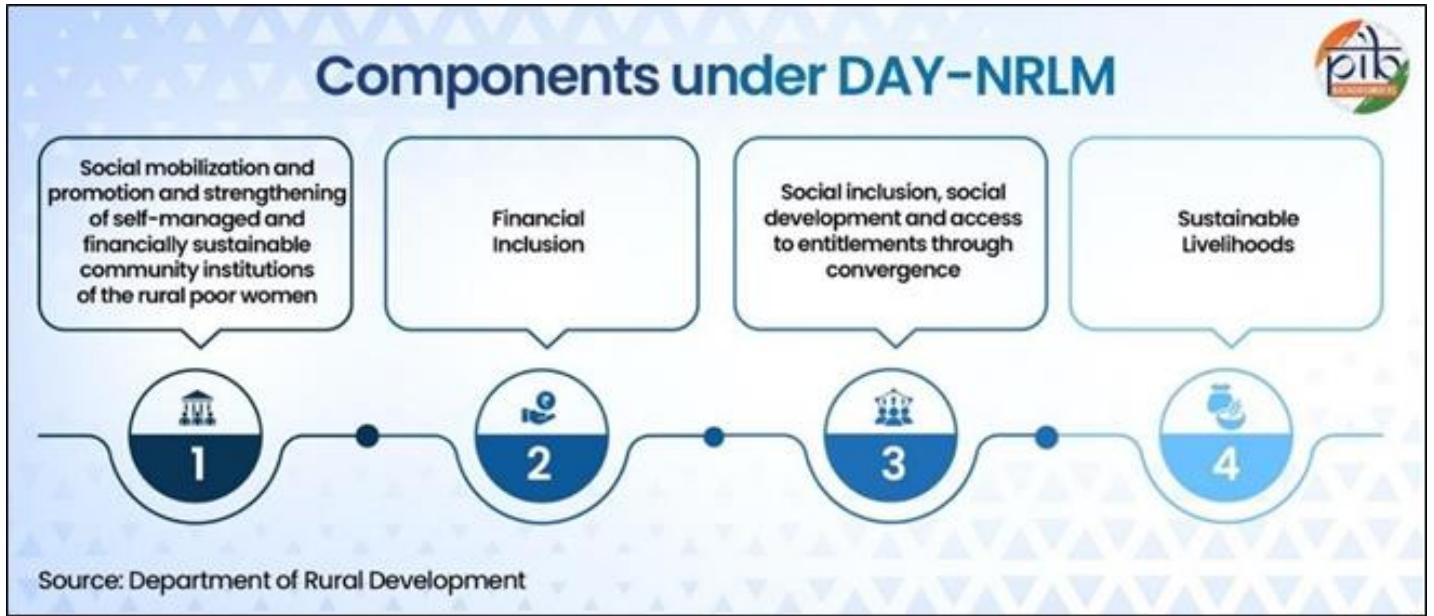 Components under DAY-NRLM
pib
Social mobilization and
promotion and strengthening
of self-managed and
financially sustainable
community institutions
of the rural poor women
Financial
Inclusion
Social inclusion, social
development and access
to entitlements through
convergence
Sustainable
Livelihoods
1
2
3
4
Source: Department of Rural Development